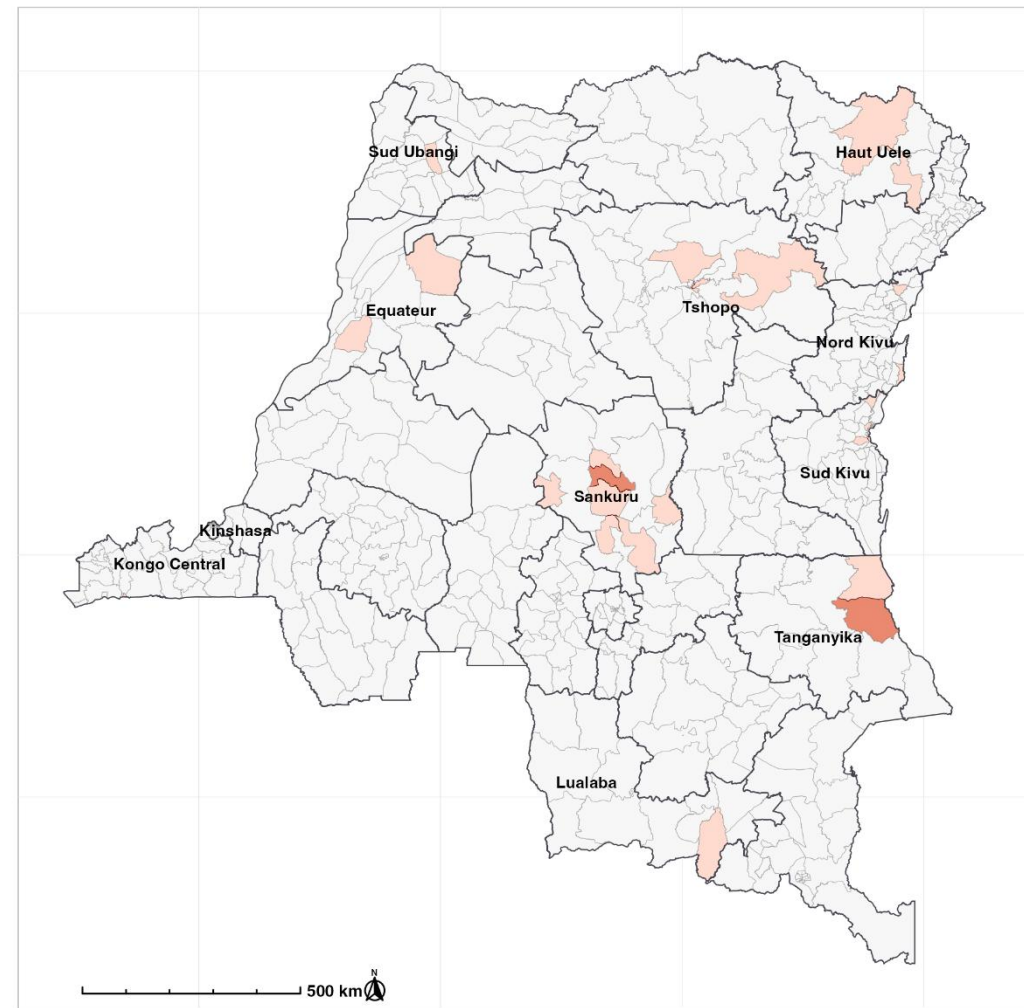 Sud Ubangi
Haut Uele
Equateur
Tshopo
Nord Kivu
Sud Kivu
Sankuru
Kinshasa
Kongo Central
Tanganyika
Lualaba
500 km
N